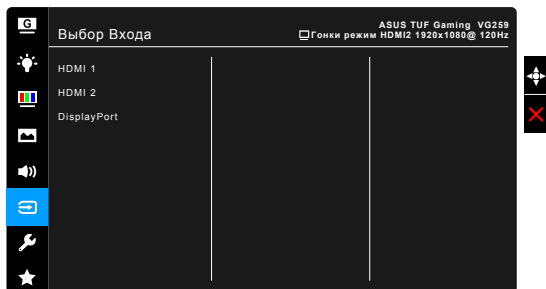 G
ASUS TUF Gaming VG259
Выбор Входа
Гонки режим HDMI2 1920x1080@ 120Hz
HDMI 1
HDMI 2
DisplayPort